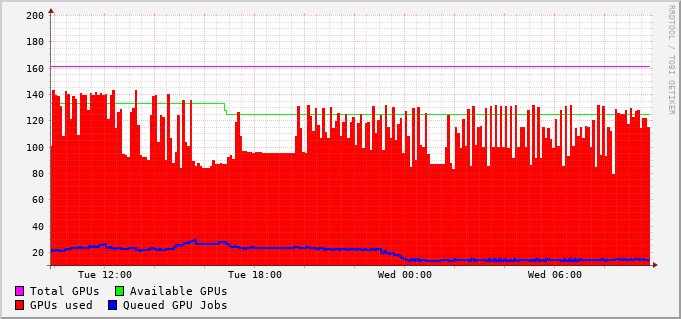 200
180
160
140
120
100
80
60
40
20
Tue 12:00 Tue 18:00 Wed 00:00 Wed 06:00
Total GPUs Available GPUs
GPUs used Queued GPU Jobs
RRDTOOL / TOBI OETIKER